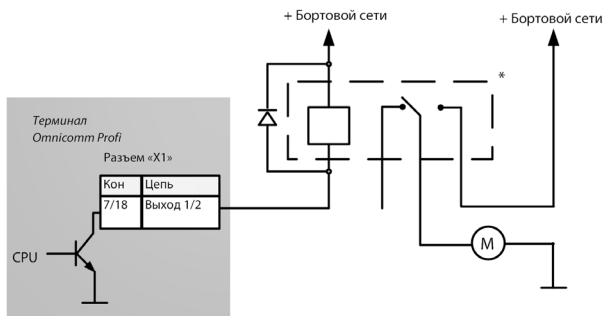 + Бортовой сети
+ Бортовой сети
*
Терминал
Omnicomm Profi
Разъем «X1»
Кон Цепь
7/18 Выход 1/2
CPU
M